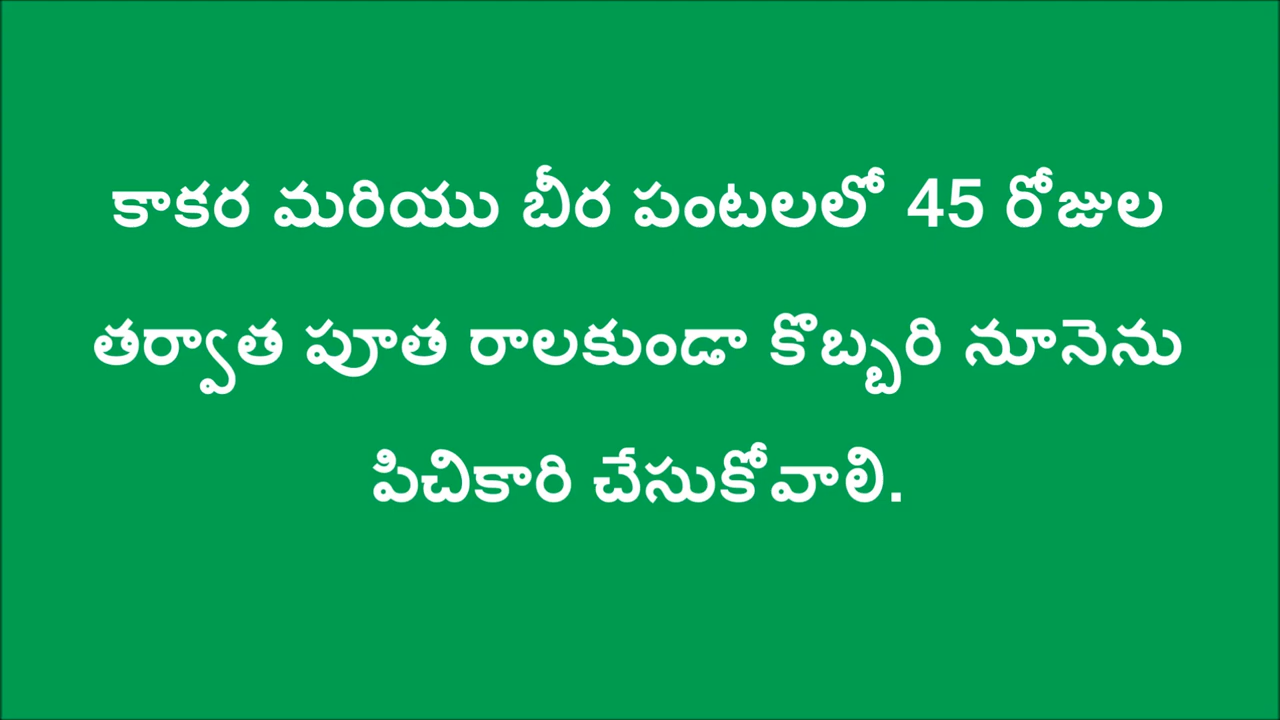 కాకర మరియు బీర పంటలలో 45 రోజుల
తర్వాత పూత రాలకుండా కొబ్బరి నూనెను
పిచికారి చేసుకోవాలి.